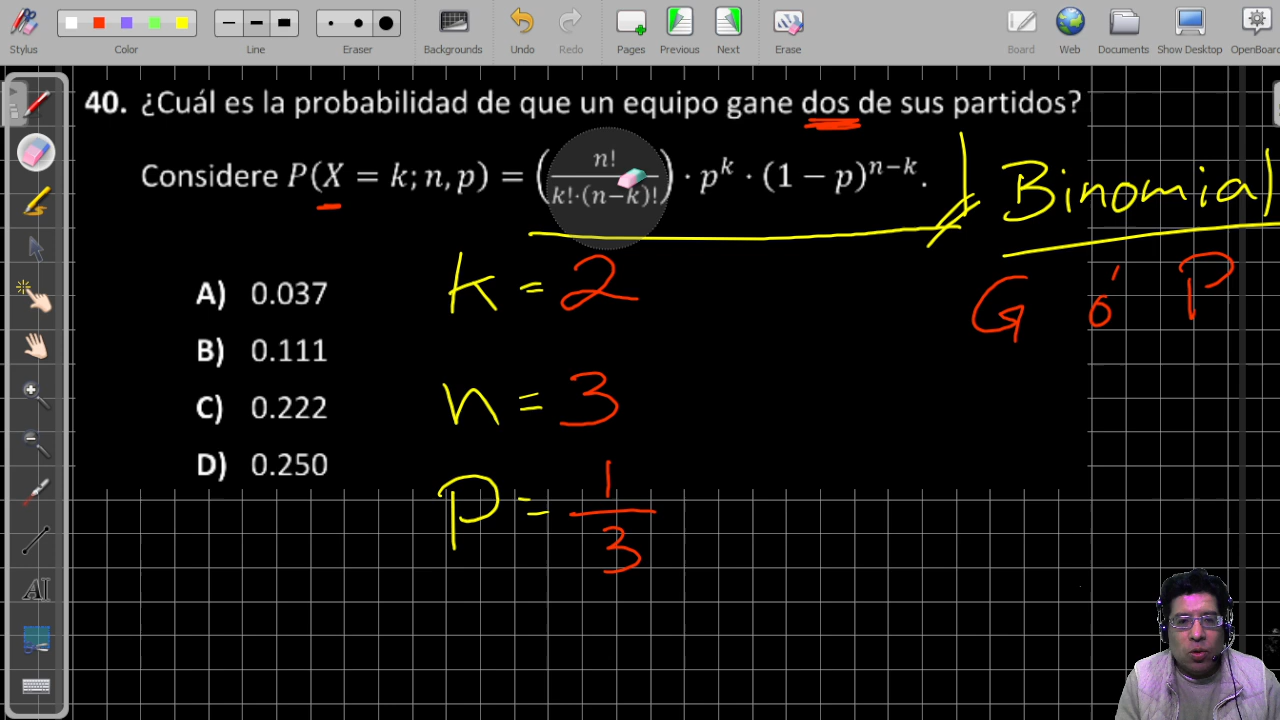 Stylus Color Line Eraser Backgrounds Undo Redo Pages Previous Next Erase Board Web Documents Show Desktop OpenBoard
40. ¿Cuál es la probabilidad de que un equipo gane dos de sus partidos?
Considere P(X = k; n, p) = (n! / k!·(n−k)!) · p^k · (1 − p)^{n−k}.
Binomial
G ó P
A) 0.037
k = 2
B) 0.111
C) 0.222
n = 3
D) 0.250
P = 1/3
AI